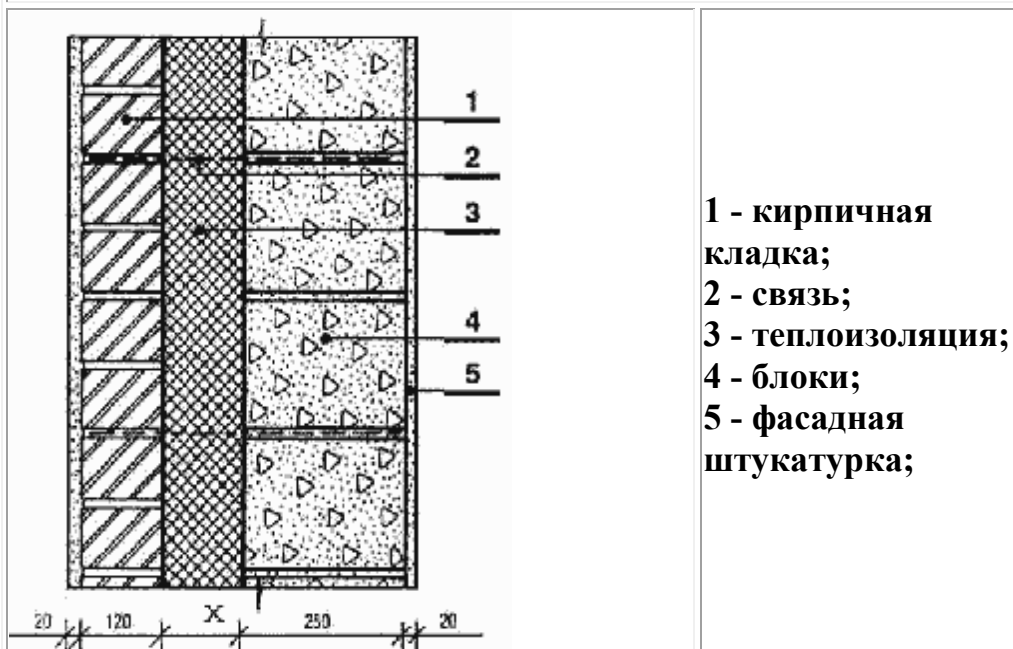 1
2
3
4
5
20 120 X 250 20
1 - кирпичная
кладка;
2 - связь;
3 - теплоизоляция;
4 - блоки;
5 - фасадная
штукатурка;